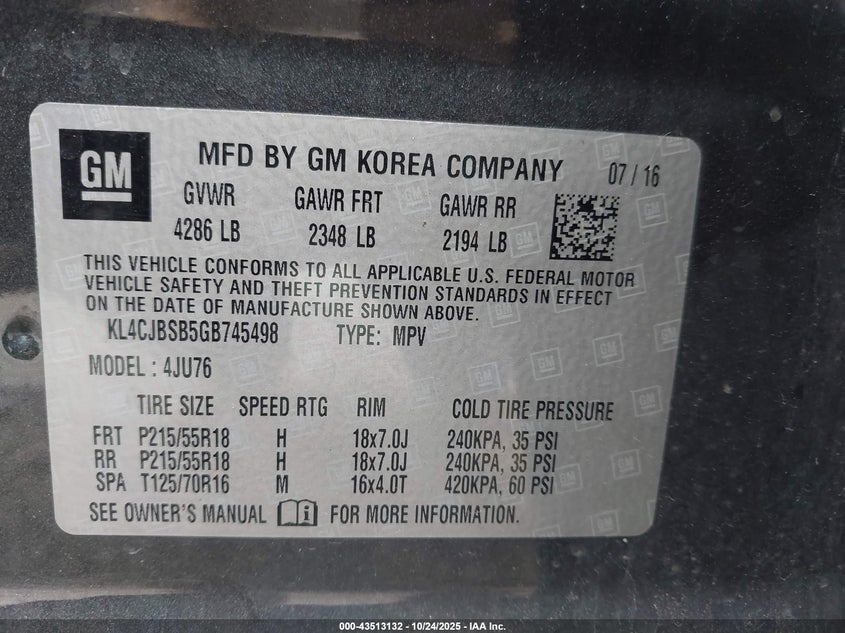 GM MFD BY GM KOREA COMPANY 07 / 16
GVWR GAWR FRT GAWR RR
4286 LB 2348 LB 2194 LB
THIS VEHICLE CONFORMS TO ALL APPLICABLE U.S. FEDERAL MOTOR
VEHICLE SAFETY AND THEFT PREVENTION STANDARDS IN EFFECT
ON THE DATE OF MANUFACTURE SHOWN ABOVE.
KL4CJBSB5GB745498 TYPE: MPV
MODEL : 4JU76
TIRE SIZE SPEED RTG RIM COLD TIRE PRESSURE
FRT P215/55R18 H 18x7.0J 240KPA, 35 PSI
RR P215/55R18 H 18x7.0J 240KPA, 35 PSI
SPA T125/70R16 M 16x4.0T 420KPA, 60 PSI
SEE OWNER'S MANUAL i FOR MORE INFORMATION.
000-43513132 - 10/24/2025 - IAA Inc.